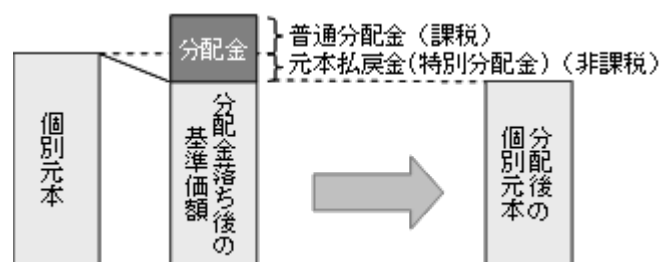 分配金
普通分配金（課税）
元本払戻金(特別分配金)（非課税）
個別元本
分配金落ち後の
基準価額
分配後の
個別元本